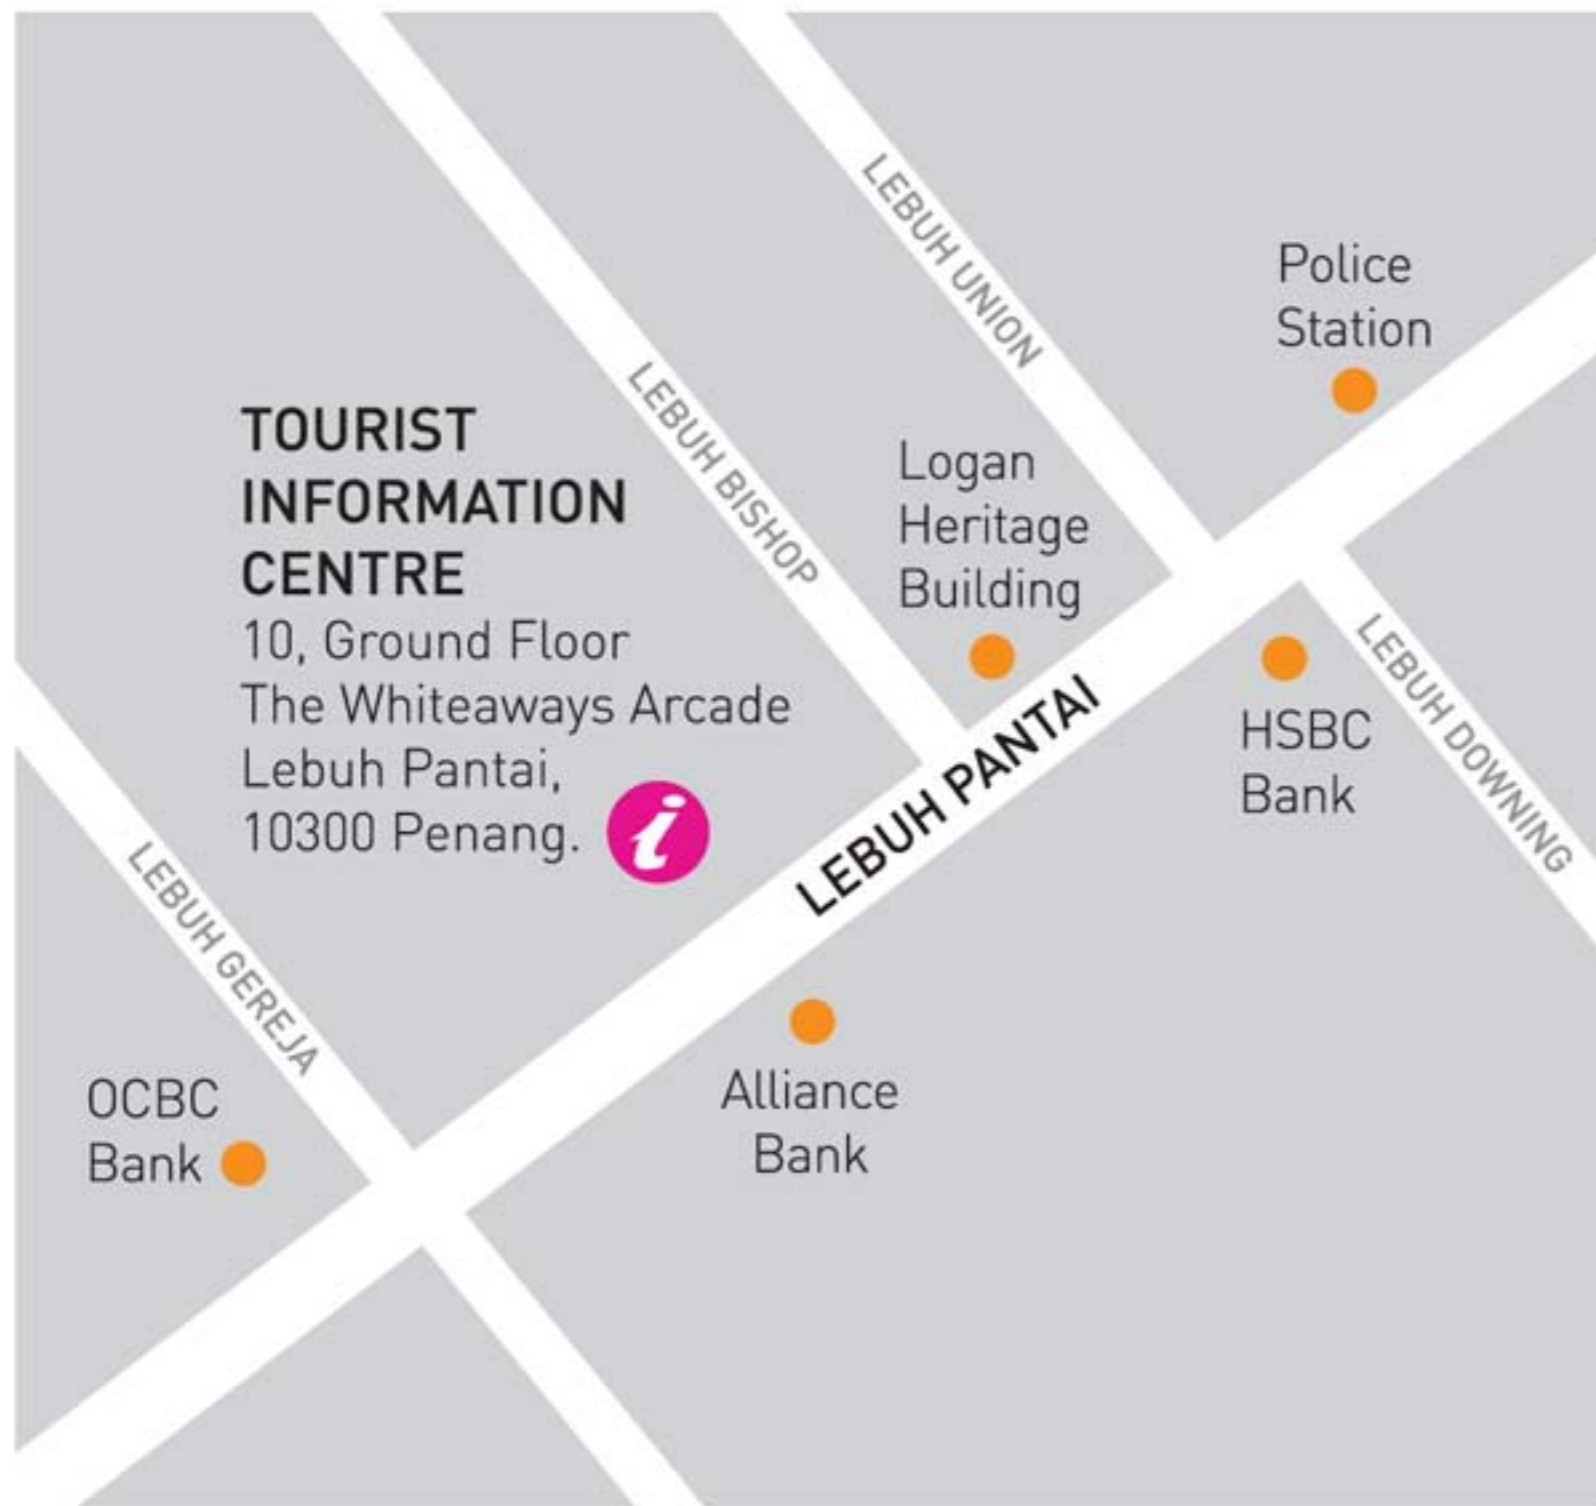 LEBUH UNION
Police
Station
LEBUH BISHOP
TOURIST
INFORMATION
CENTRE
10, Ground Floor
The Whiteaways Arcade
Lebuh Pantai,
10300 Penang.
i
Logan
Heritage
Building
LEBUH PANTAI
HSBC
Bank
LEBUH DOWNING
LEBUH GEREJA
OCBC
Bank
Alliance
Bank